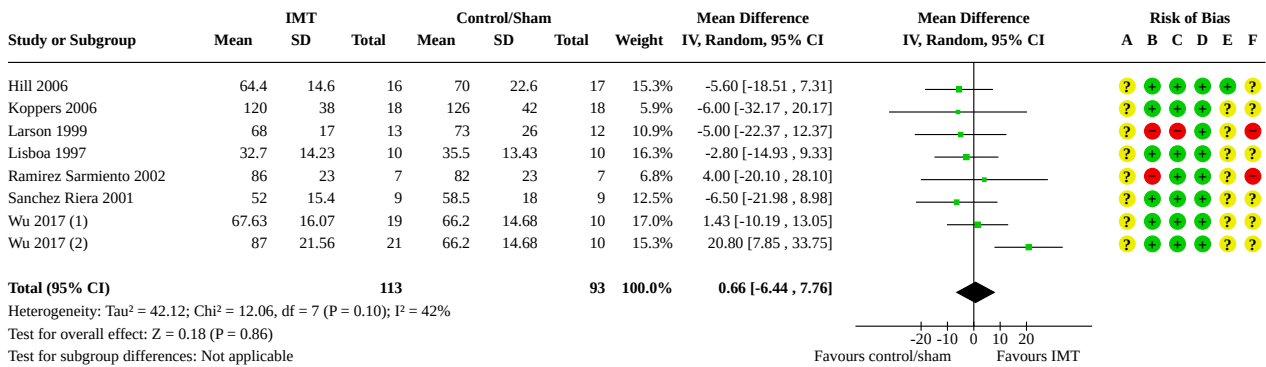 IMT Control/Sham Mean Difference Mean Difference Risk of Bias
Study or Subgroup Mean SD Total Mean SD Total Weight IV, Random, 95% CI IV, Random, 95% CI A B C D E F
Hill 2006 64.4 14.6 16 70 22.6 17 15.3% -5.60 [-18.51 , 7.31] ? + + + + ?
Koppers 2006 120 38 18 126 42 18 5.9% -6.00 [-32.17 , 20.17] ? + + + ? ?
Larson 1999 68 17 13 73 26 12 10.9% -5.00 [-22.37 , 12.37] ? − − + ? −
Lisboa 1997 32.7 14.23 10 35.5 13.43 10 16.3% -2.80 [-14.93 , 9.33] ? + + + ? ?
Ramirez Sarmiento 2002 86 23 7 82 23 7 6.8% 4.00 [-20.10 , 28.10] ? − + + ? −
Sanchez Riera 2001 52 15.4 9 58.5 18 9 12.5% -6.50 [-21.98 , 8.98] ? + + + ? ?
Wu 2017 (1) 67.63 16.07 19 66.2 14.68 10 17.0% 1.43 [-10.19 , 13.05] ? + + + ? ?
Wu 2017 (2) 87 21.56 21 66.2 14.68 10 15.3% 20.80 [7.85 , 33.75] ? + + + ? ?
Total (95% CI) 113 93 100.0% 0.66 [-6.44 , 7.76]
Heterogeneity: Tau² = 42.12; Chi² = 12.06, df = 7 (P = 0.10); I² = 42%
Test for overall effect: Z = 0.18 (P = 0.86)
-20 -10 0 10 20
Test for subgroup differences: Not applicable
Favours control/sham Favours IMT